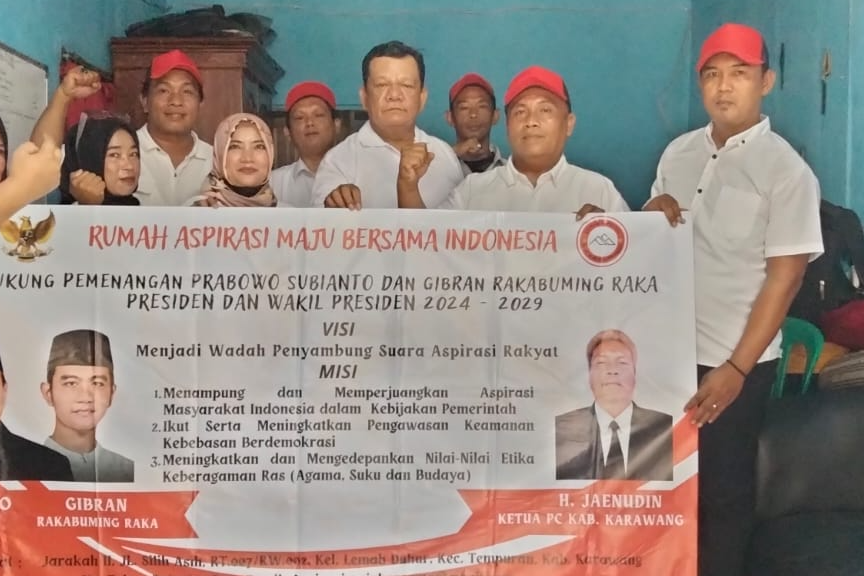 RUMAH ASPIRASI MAJU BERSAMA INDONESIA
UKUNG PEMENANGAN PRABOWO SUBIANTO DAN GIBRAN RAKABUMING RAKA
PRESIDEN DAN WAKIL PRESIDEN 2024 - 2029
VISI
Menjadi Wadah Penyambung Suara Aspirasi Rakyat
MISI
1. Menampung dan Memperjuangkan Aspirasi
Masyarakat Indonesia dalam Kebijakan Pemerintah
2. Ikut Serta Meningkatkan Pengawasan Keamanan
Kebebasan Berdemokrasi
3. Meningkatkan dan Mengedepankan Nilai-Nilai Etika
Keberagaman Ras (Agama, Suku dan Budaya)
O
GIBRAN
RAKABUMING RAKA
H. JAENUDIN
KETUA PC KAB. KARAWANG
Jarakah II, JL. Silih Asih, Kel. Lemah Duhur, Kec. Tempuran, Kab. Karawang